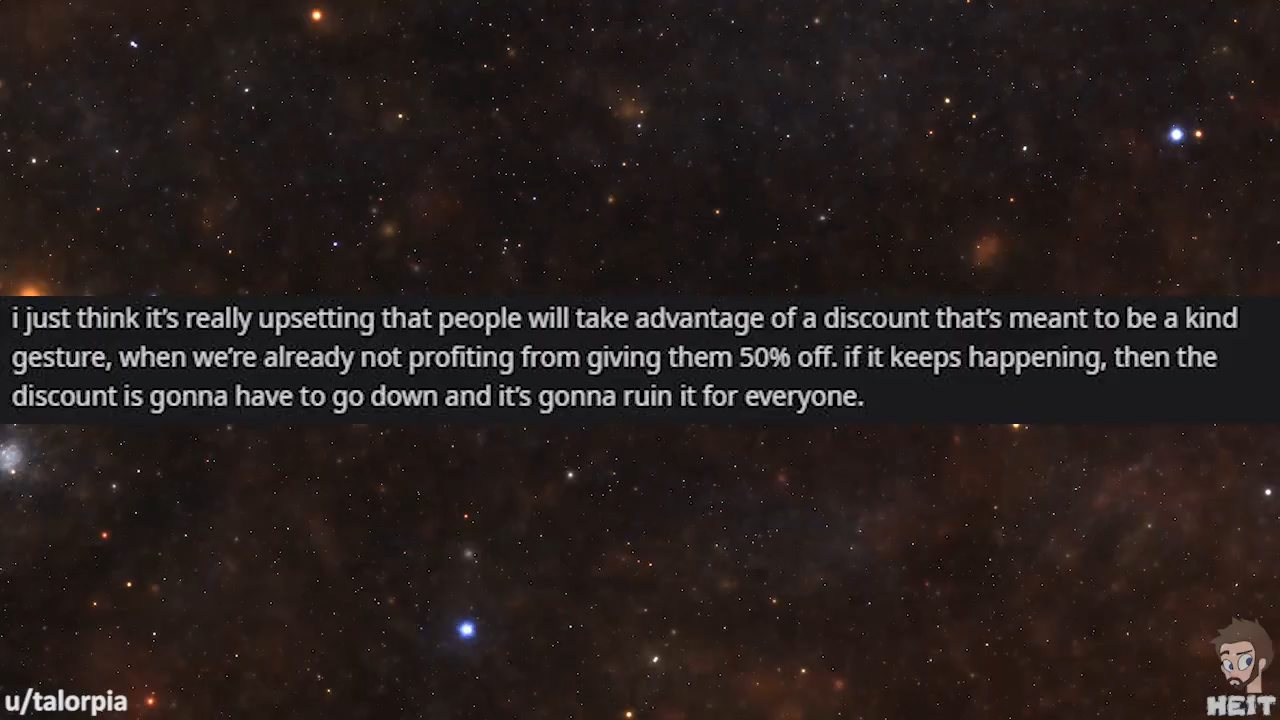 i just think it's really upsetting that people will take advantage of a discount that's meant to be a kind
gesture, when we're already not profiting from giving them 50% off. if it keeps happening, then the
discount is gonna have to go down and it's gonna ruin it for everyone.
u/talorpia
HEIT